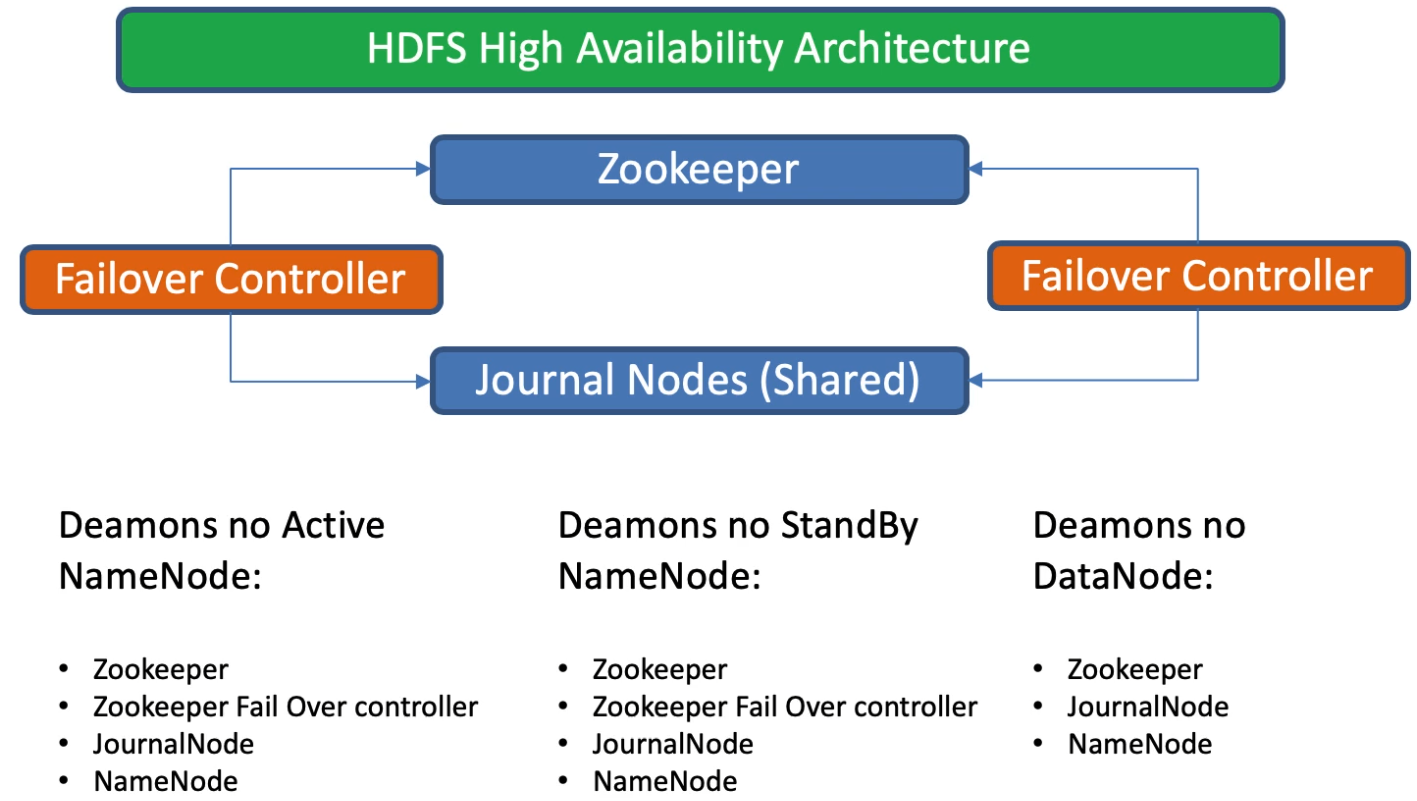 HDFS High Availability Architecture
Zookeeper
Failover Controller
Failover Controller
Journal Nodes (Shared)
Deamons no Active
NameNode:
• Zookeeper
• Zookeeper Fail Over controller
• JournalNode
• NameNode
Deamons no StandBy
NameNode:
• Zookeeper
• Zookeeper Fail Over controller
• JournalNode
• NameNode
Deamons no
DataNode:
• Zookeeper
• JournalNode
• NameNode